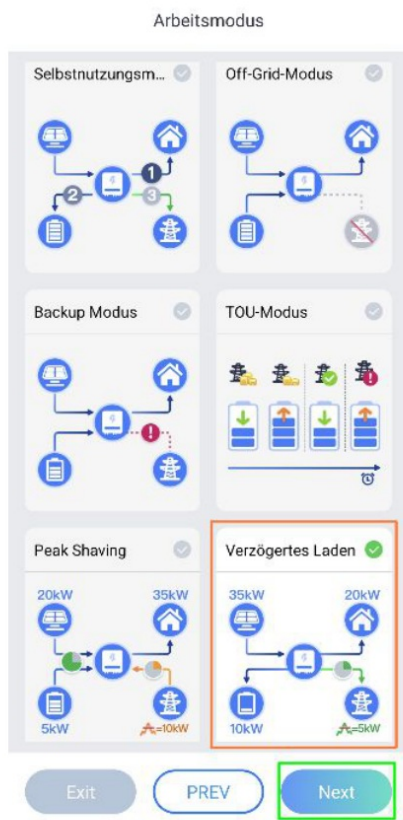 Arbeitsmodus
Selbstnutzungsm...
Off-Grid-Modus
1
2
3
Backup Modus
TOU-Modus
!
!
Peak Shaving
Verzögertes Laden
20kW
35kW
5kW
=10kW
35kW
20kW
10kW
=5kW
Exit
PREV
Next